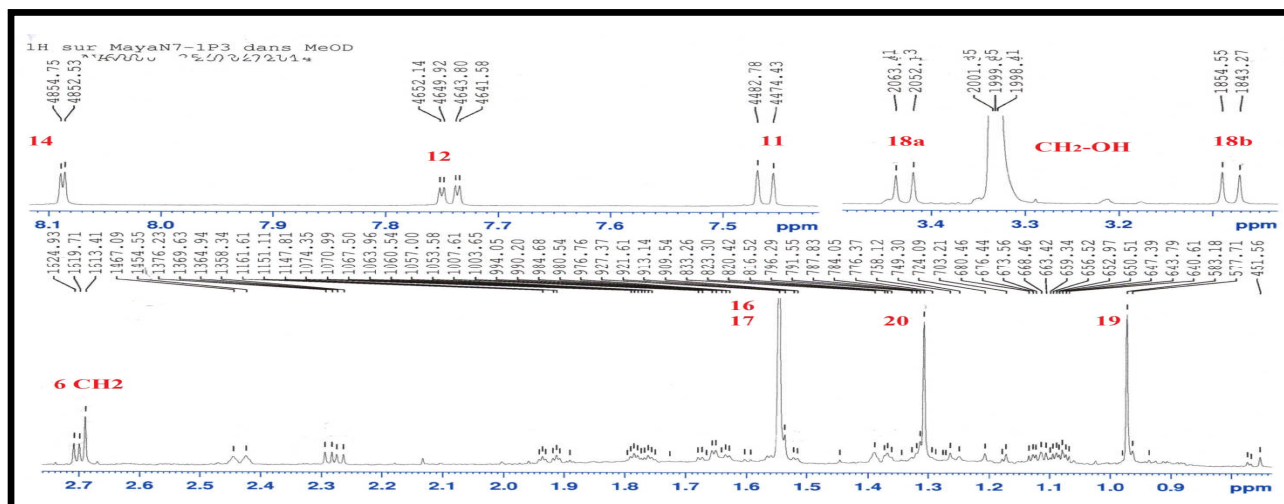 1H sur MayaN7-1P3 dans MeOD
4854.75 4852.53 4652.14 4649.92 4643.80 4641.58 4482.78 4474.43 2063.41 2052.13 2001.35 1999.85 1998.41 1854.55 1843.27
14 12 11 18a CH2-OH 18b
8.1 8.0 7.9 7.8 7.7 7.6 7.5 ppm 3.4 3.3 3.2 3.1 ppm
1624.93 1519.71 1513.41 1467.09 1454.55 1376.23 1369.63 1364.94 1358.34 1161.61 1151.11 1147.81 1074.35 1070.99 1067.50 1063.96 1060.54 1057.00 1053.58 1007.61 1003.65 994.05 990.20 984.68 980.54 976.76 927.37 921.61 913.14 909.54 833.26 823.30 820.42 816.52 796.29 791.55 787.83 784.05 776.37 758.12 749.30 724.09 703.21 680.46 676.44 673.56 668.46 663.42 659.34 656.52 652.97 650.51 647.39 643.79 640.61 583.18 577.71 451.56
16
17 20 19
6 CH2
2.7 2.6 2.5 2.4 2.3 2.2 2.1 2.0 1.9 1.8 1.7 1.6 1.5 1.4 1.3 1.2 1.1 1.0 0.9 ppm